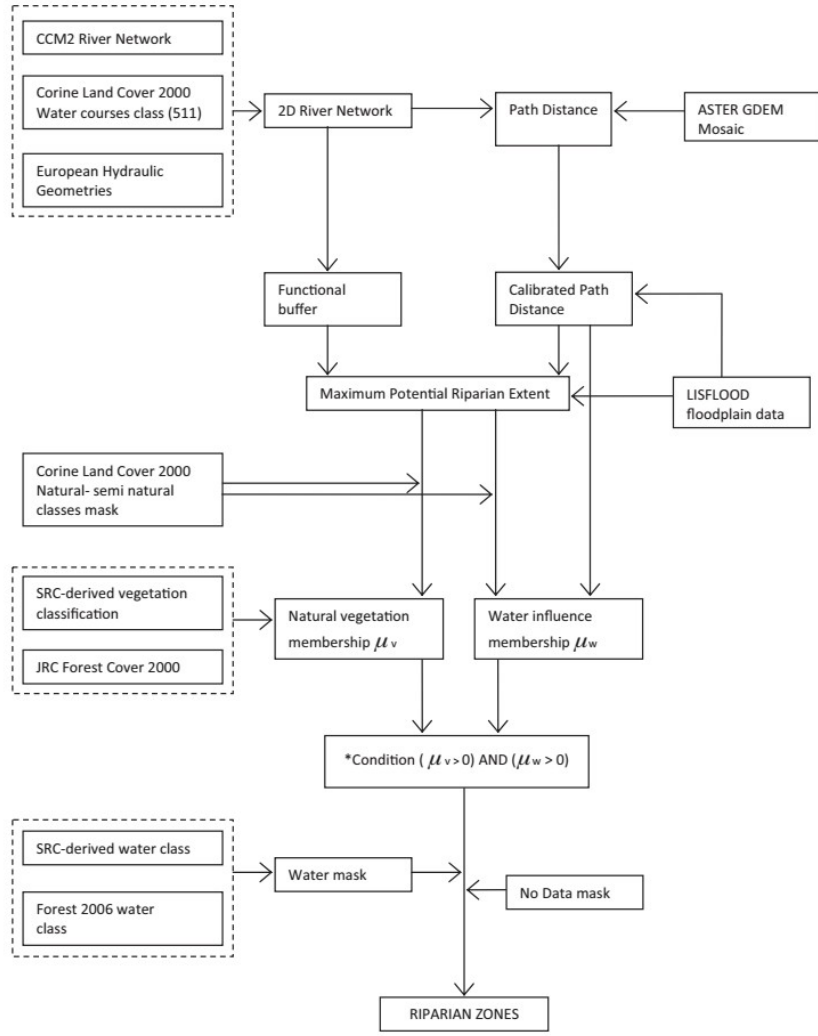 CCM2 River Network
Corine Land Cover 2000
Water courses class (511)
European Hydraulic
Geometries
2D River Network
Path Distance
ASTER GDEM
Mosaic
Functional
buffer
Calibrated Path
Distance
Maximum Potential Riparian Extent
LISFLOOD
floodplain data
Corine Land Cover 2000
Natural- semi natural
classes mask
SRC-derived vegetation
classification
JRC Forest Cover 2000
Natural vegetation
membership μv
Water influence
membership μw
*Condition ( μv > 0) AND (μw > 0)
SRC-derived water class
Forest 2006 water
class
Water mask
No Data mask
RIPARIAN ZONES